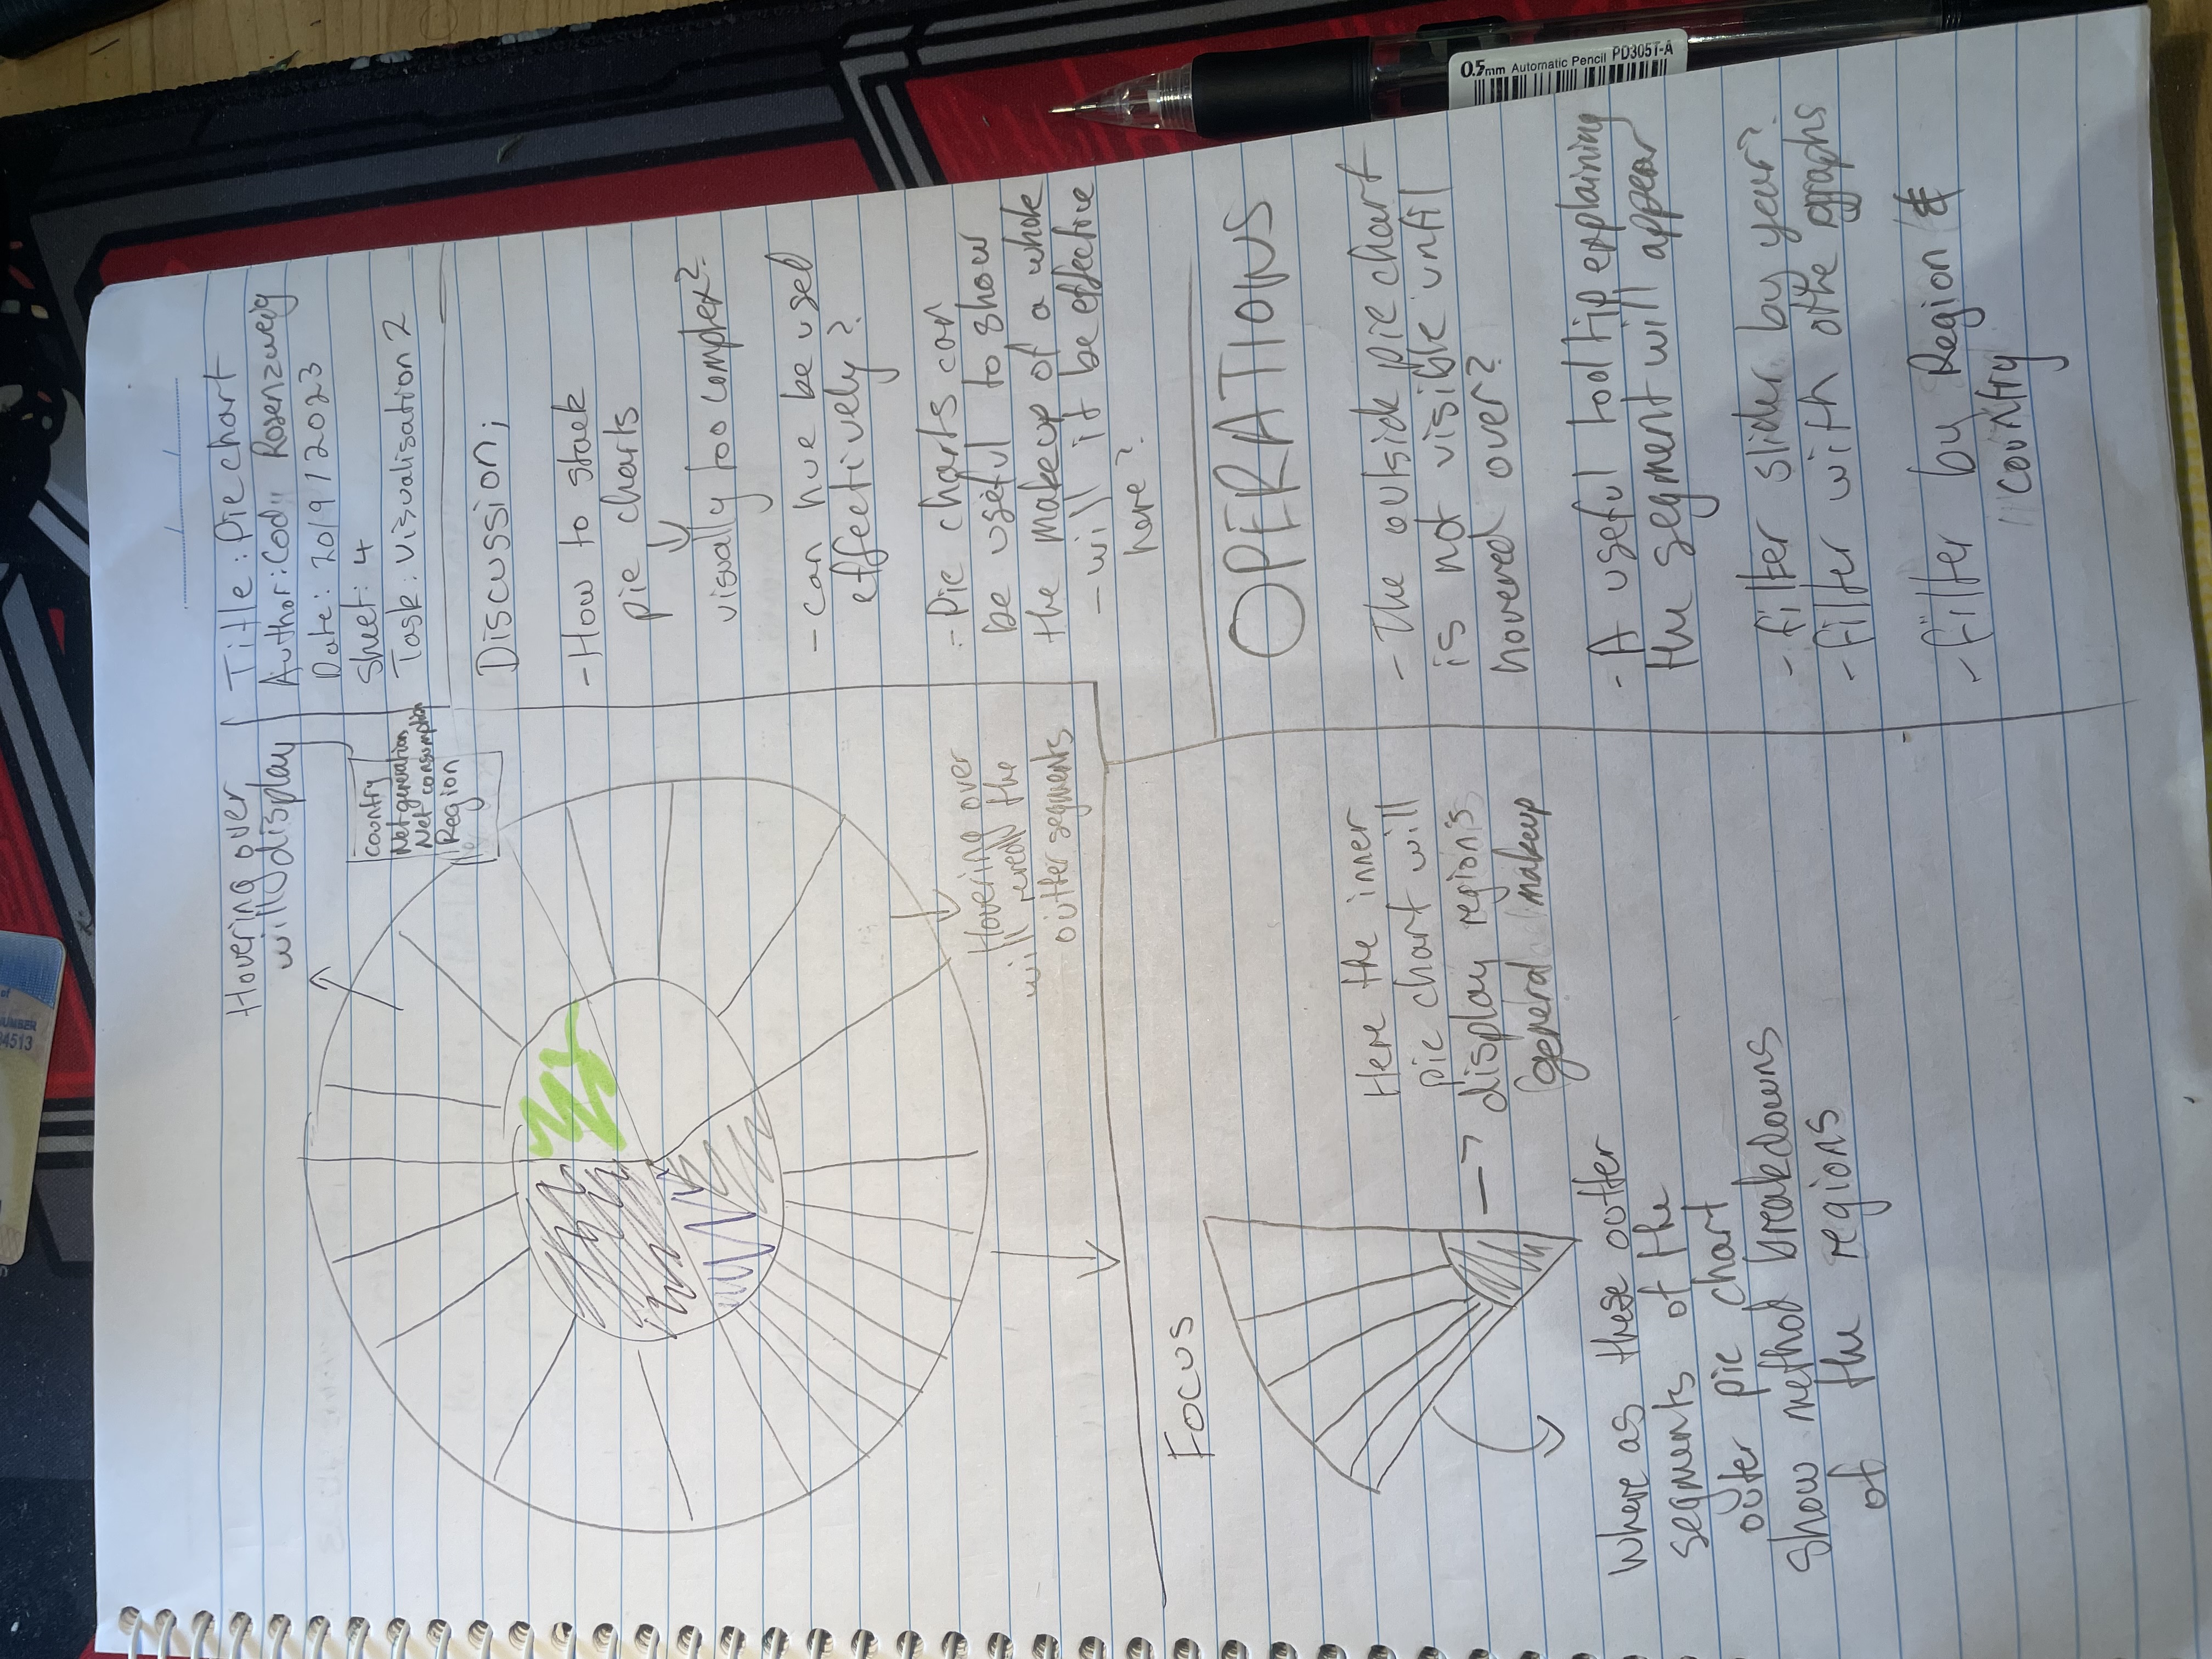 Hovering over
will display
country
Net generation
Net consumption
Region
Hovering over
will reveal the
outter segments
Title: Pie chart
Author: Codii Rosenzweig
Date: 20/9/2023
Sheet: 4
Task: Visualisation 2
Discussion;
- How to stack
pie charts
visually too complex?
- can hue be used
effectively?
- Pie charts can
be useful to show
the makeup of a whole
- will it be effective
here?
Focus
Here the inner
pie chart will
display region's
general makeup
Where as these outter
segments of the
outer pie chart
show method breakdowns
of the regions
OPERATIONS
- The outside pie chart
is not visible until
hovered over?
- A useful tool tip explaining
the segment will appear
- filter slider by year?
- filter with othe ggraphs
- filter by Region &
country
0.5mm Automatic Pencil PD305T-A
04513